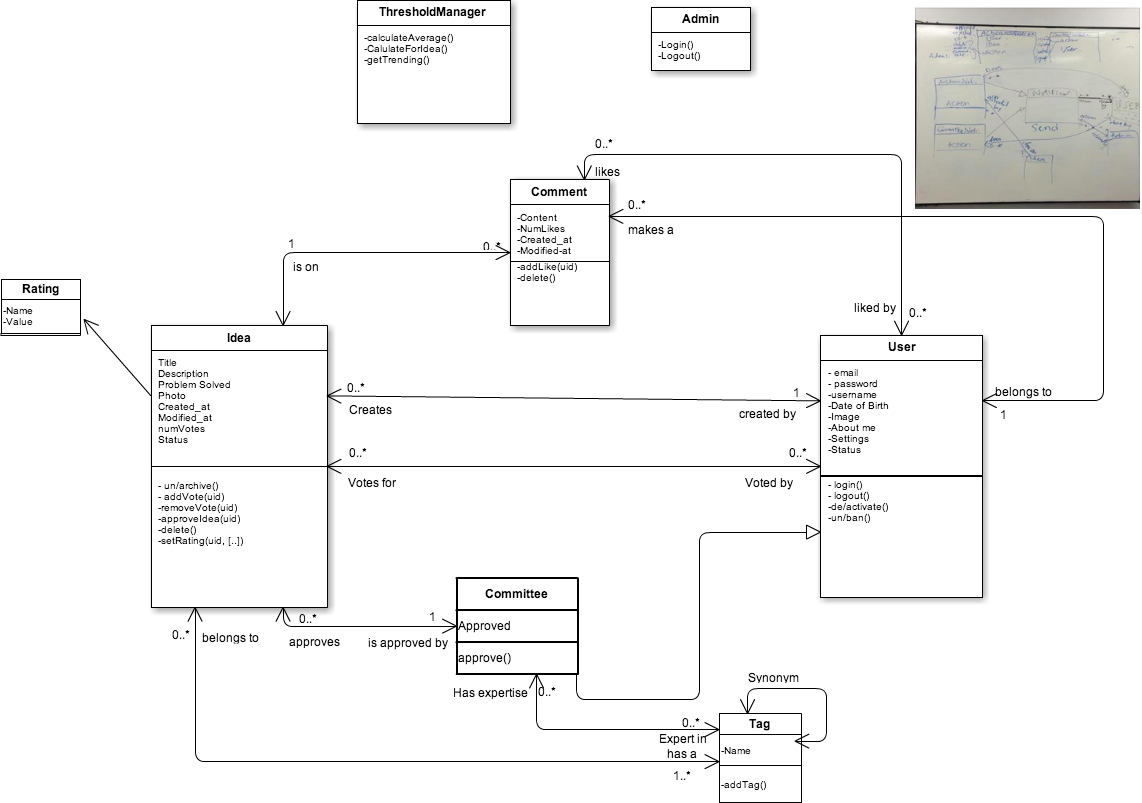 ThresholdManager
-calculateAverage()
-CalulateForIdea()
-getTrending()
Admin
-Login()
-Logout()
Action
Action
Send
User
0..*
likes
Comment
-Content
-NumLikes
-Created_at
-Modified-at
-addLike(uid)
-delete()
0..*
makes a
1
is on
0..*
Rating
-Name
-Value
liked by
0..*
Idea
Title
Description
Problem Solved
Photo
Created_at
Modified_at
numVotes
Status
- un/archive()
- addVote(uid)
-removeVote(uid)
-approveIdea(uid)
-delete()
-setRating(uid, [..])
User
- email
- password
-username
-Date of Birth
-Image
-About me
-Settings
-Status
- login()
- logout()
-de/activate()
-un/ban()
belongs to
1
0..*
Creates
1
created by
0..*
Votes for
0..*
Voted by
Committee
Approved
approve()
0..*
belongs to
0..*
approves
1
is approved by
Has expertise
0..*
Synonym
Tag
-Name
-addTag()
0..*
Expert in
has a
1..*